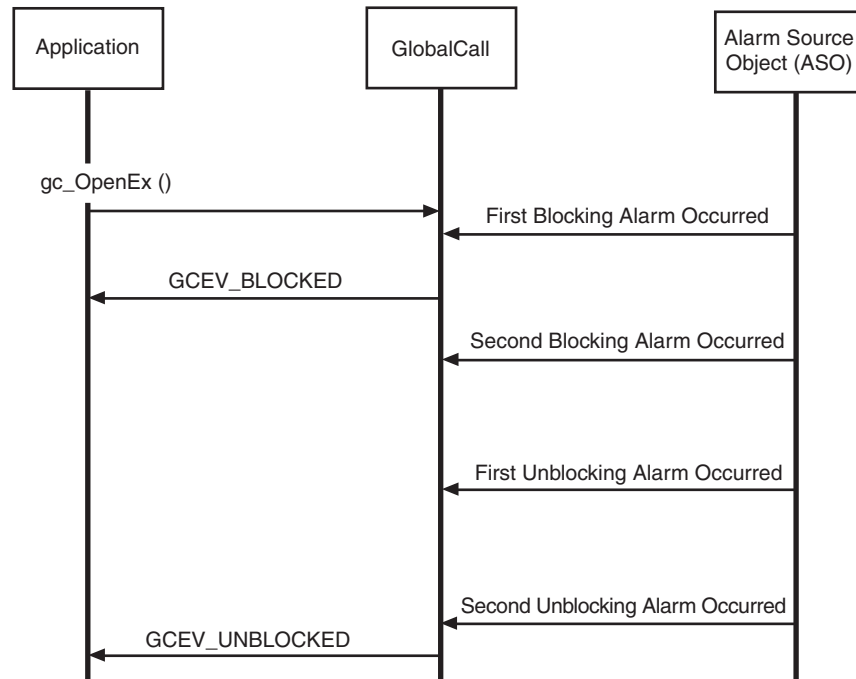 Application
GlobalCall
Alarm Source
Object (ASO)
gc_OpenEx ()
First Blocking Alarm Occurred
GCEV_BLOCKED
Second Blocking Alarm Occurred
First Unblocking Alarm Occurred
Second Unblocking Alarm Occurred
GCEV_UNBLOCKED